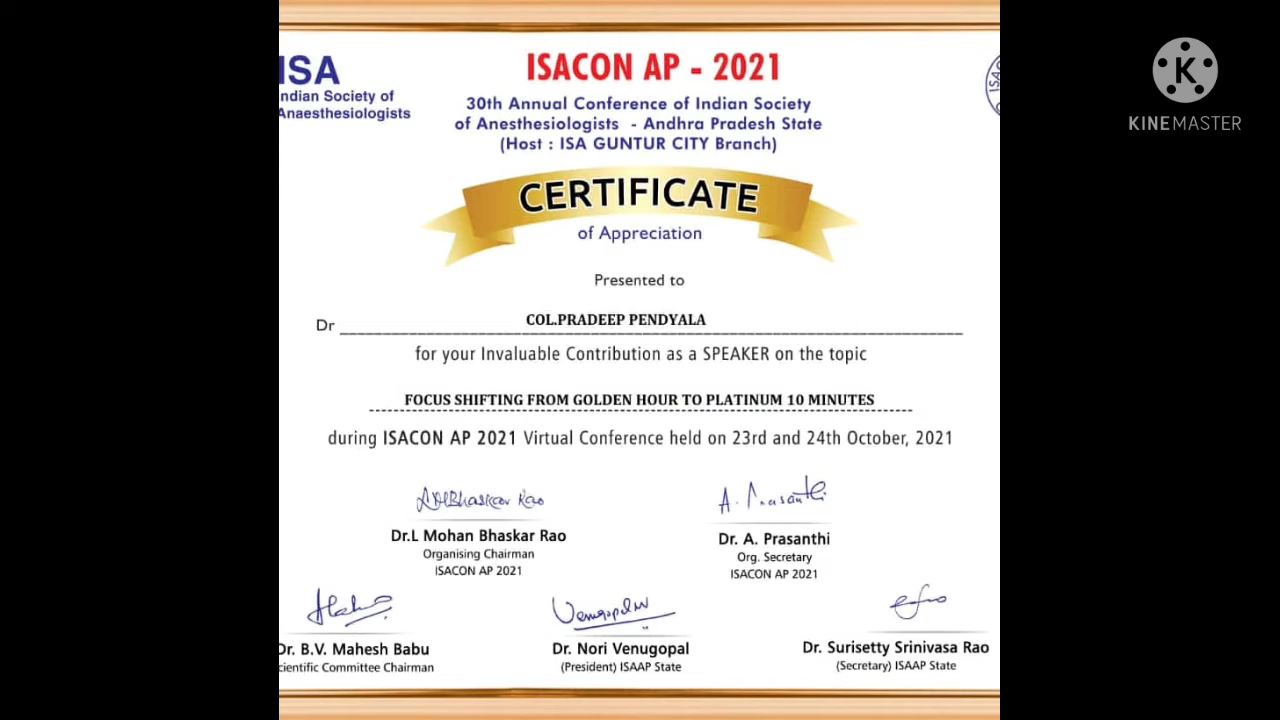 ISA
ndian Society of
Anaesthesiologists
ISACON AP - 2021
30th Annual Conference of Indian Society
of Anesthesiologists - Andhra Pradesh State
(Host : ISA GUNTUR CITY Branch)
ISAC
K
KINEMASTER
CERTIFICATE
of Appreciation
Presented to
Dr COL.PRADEEP PENDYALA
for your Invaluable Contribution as a SPEAKER on the topic
FOCUS SHIFTING FROM GOLDEN HOUR TO PLATINUM 10 MINUTES
during ISACON AP 2021 Virtual Conference held on 23rd and 24th October, 2021
A. Prasanthi
Dr.L Mohan Bhaskar Rao
Organising Chairman
ISACON AP 2021
Dr. A. Prasanthi
Org. Secretary
ISACON AP 2021
Venugopal
Dr. B.V. Mahesh Babu
cientific Committee Chairman
Dr. Nori Venugopal
(President) ISAAP State
Dr. Surisetty Srinivasa Rao
(Secretary) ISAAP State